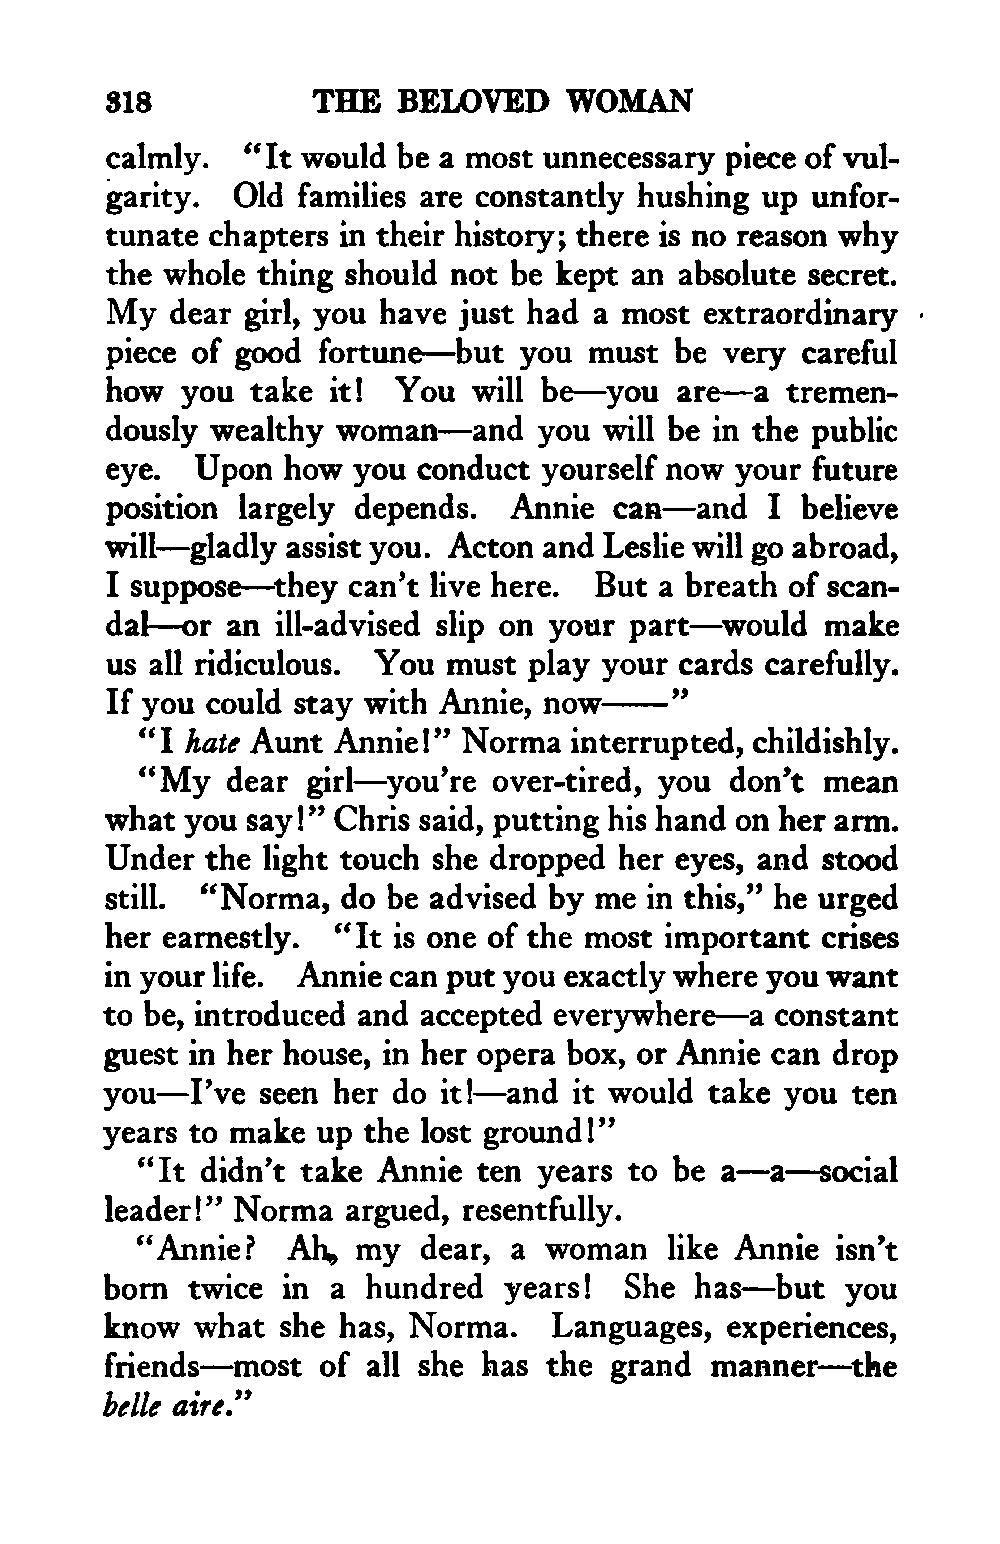 318 THE BELOVED WOMAN
calmly. "It would be a most unnecessary piece of vul-
garity. Old families are constantly hushing up unfor-
tunate chapters in their history; there is no reason why
the whole thing should not be kept an absolute secret.
My dear girl, you have just had a most extraordinary
piece of good fortune—but you must be very careful
how you take it! You will be—you are—a tremen-
dously wealthy woman—and you will be in the public
eye. Upon how you conduct yourself now your future
position largely depends. Annie can—and I believe
will—gladly assist you. Acton and Leslie will go abroad,
I suppose—they can't live here. But a breath of scan-
dal—or an ill-advised slip on your part—would make
us all ridiculous. You must play your cards carefully.
If you could stay with Annie, now——"
"I hate Aunt Annie!" Norma interrupted, childishly.
"My dear girl—you're over-tired, you don't mean
what you say!" Chris said, putting his hand on her arm.
Under the light touch she dropped her eyes, and stood
still. "Norma, do be advised by me in this," he urged
her earnestly. "It is one of the most important crises
in your life. Annie can put you exactly where you want
to be, introduced and accepted everywhere—a constant
guest in her house, in her opera box, or Annie can drop
you—I've seen her do it!—and it would take you ten
years to make up the lost ground!"
"It didn't take Annie ten years to be a—a—social
leader!" Norma argued, resentfully.
"Annie? Ah, my dear, a woman like Annie isn't
born twice in a hundred years! She has—but you
know what she has, Norma. Languages, experiences,
friends—most of all she has the grand manner—the
belle aire."